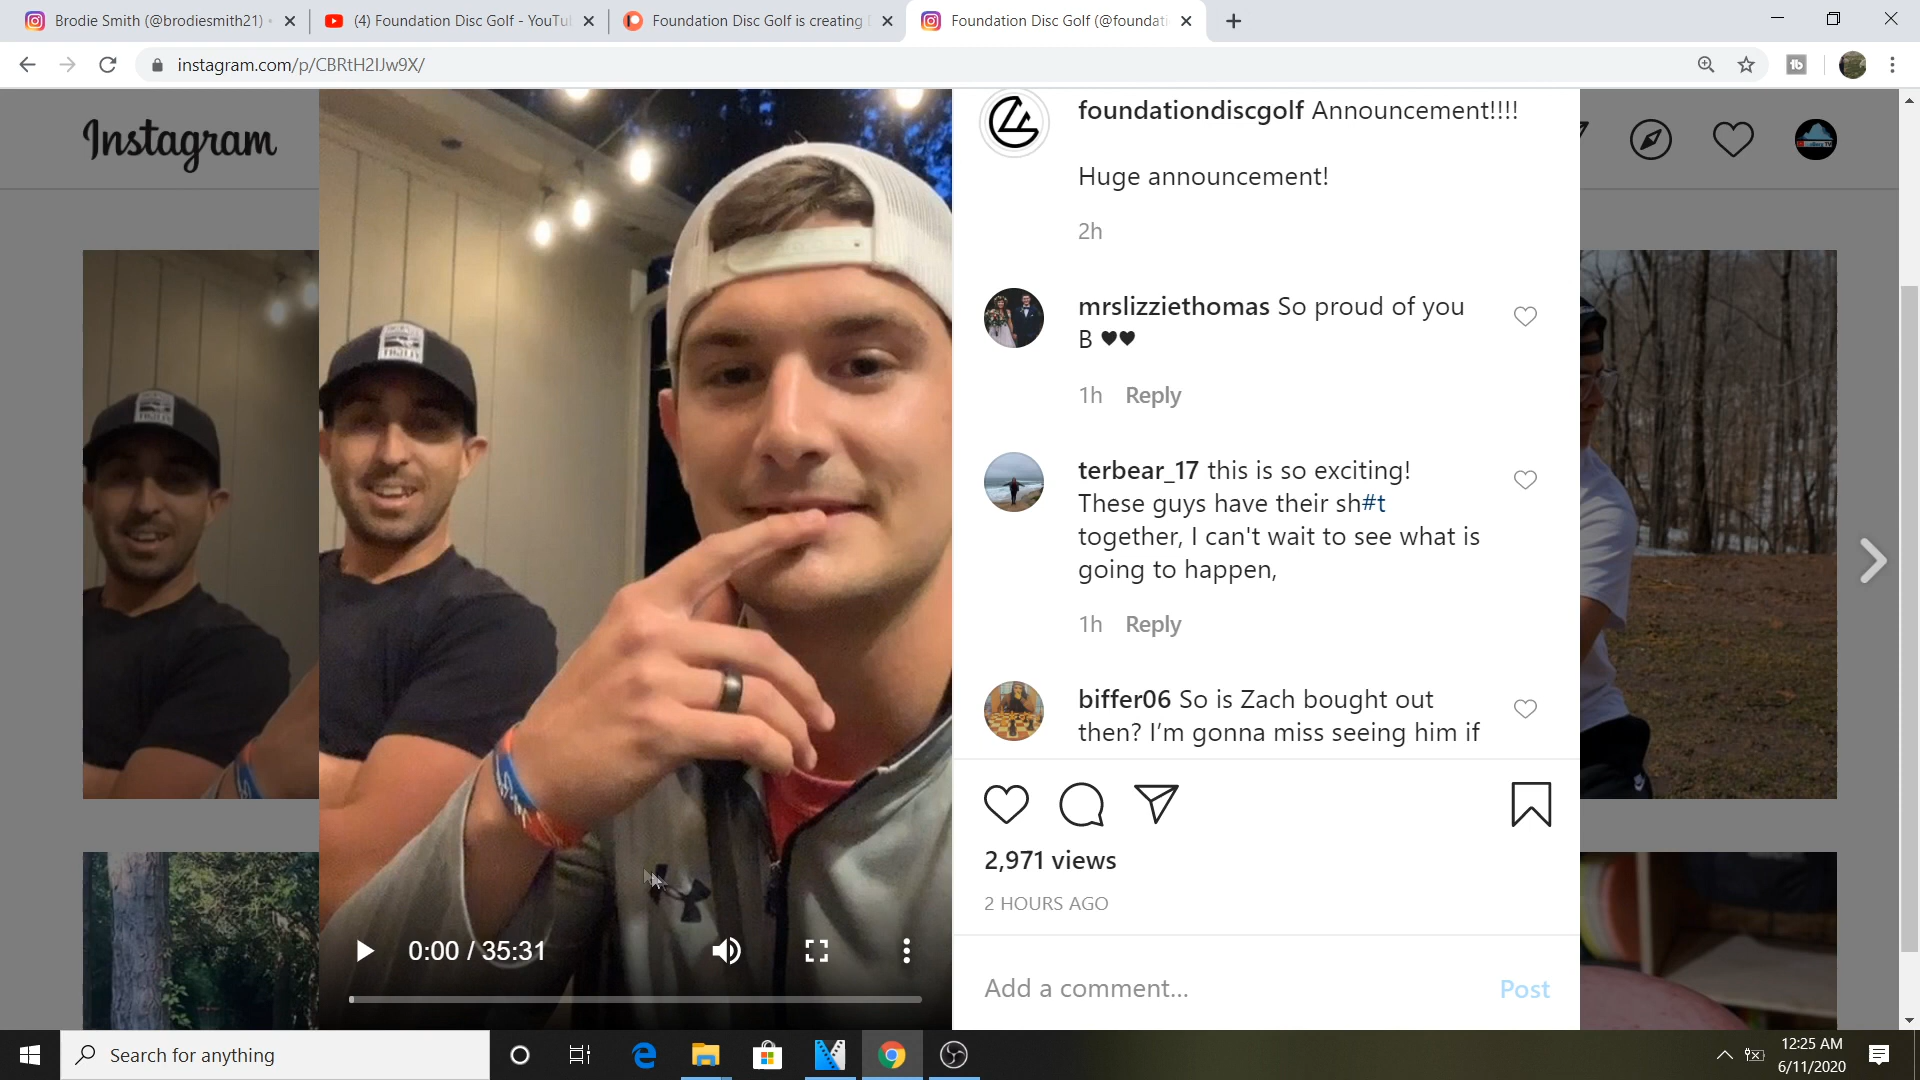 Brodie Smith (@brodiesmith21)
(4) Foundation Disc Golf - YouTu
Foundation Disc Golf is creating
Foundation Disc Golf (@foundati
instagram.com/p/CBRtH2IJw9X/
Instagram
foundationdiscgolf Announcement!!!!
Huge announcement!
2h
mrslizziethomas So proud of you
B ♥♥
1h Reply
terbear_17 this is so exciting!
These guys have their sh#t
together, I can't wait to see what is
going to happen,
1h Reply
biffer06 So is Zach bought out
then? I'm gonna miss seeing him if
2,971 views
2 HOURS AGO
0:00 / 35:31
Add a comment...
Post
Search for anything
12:25 AM
6/11/2020